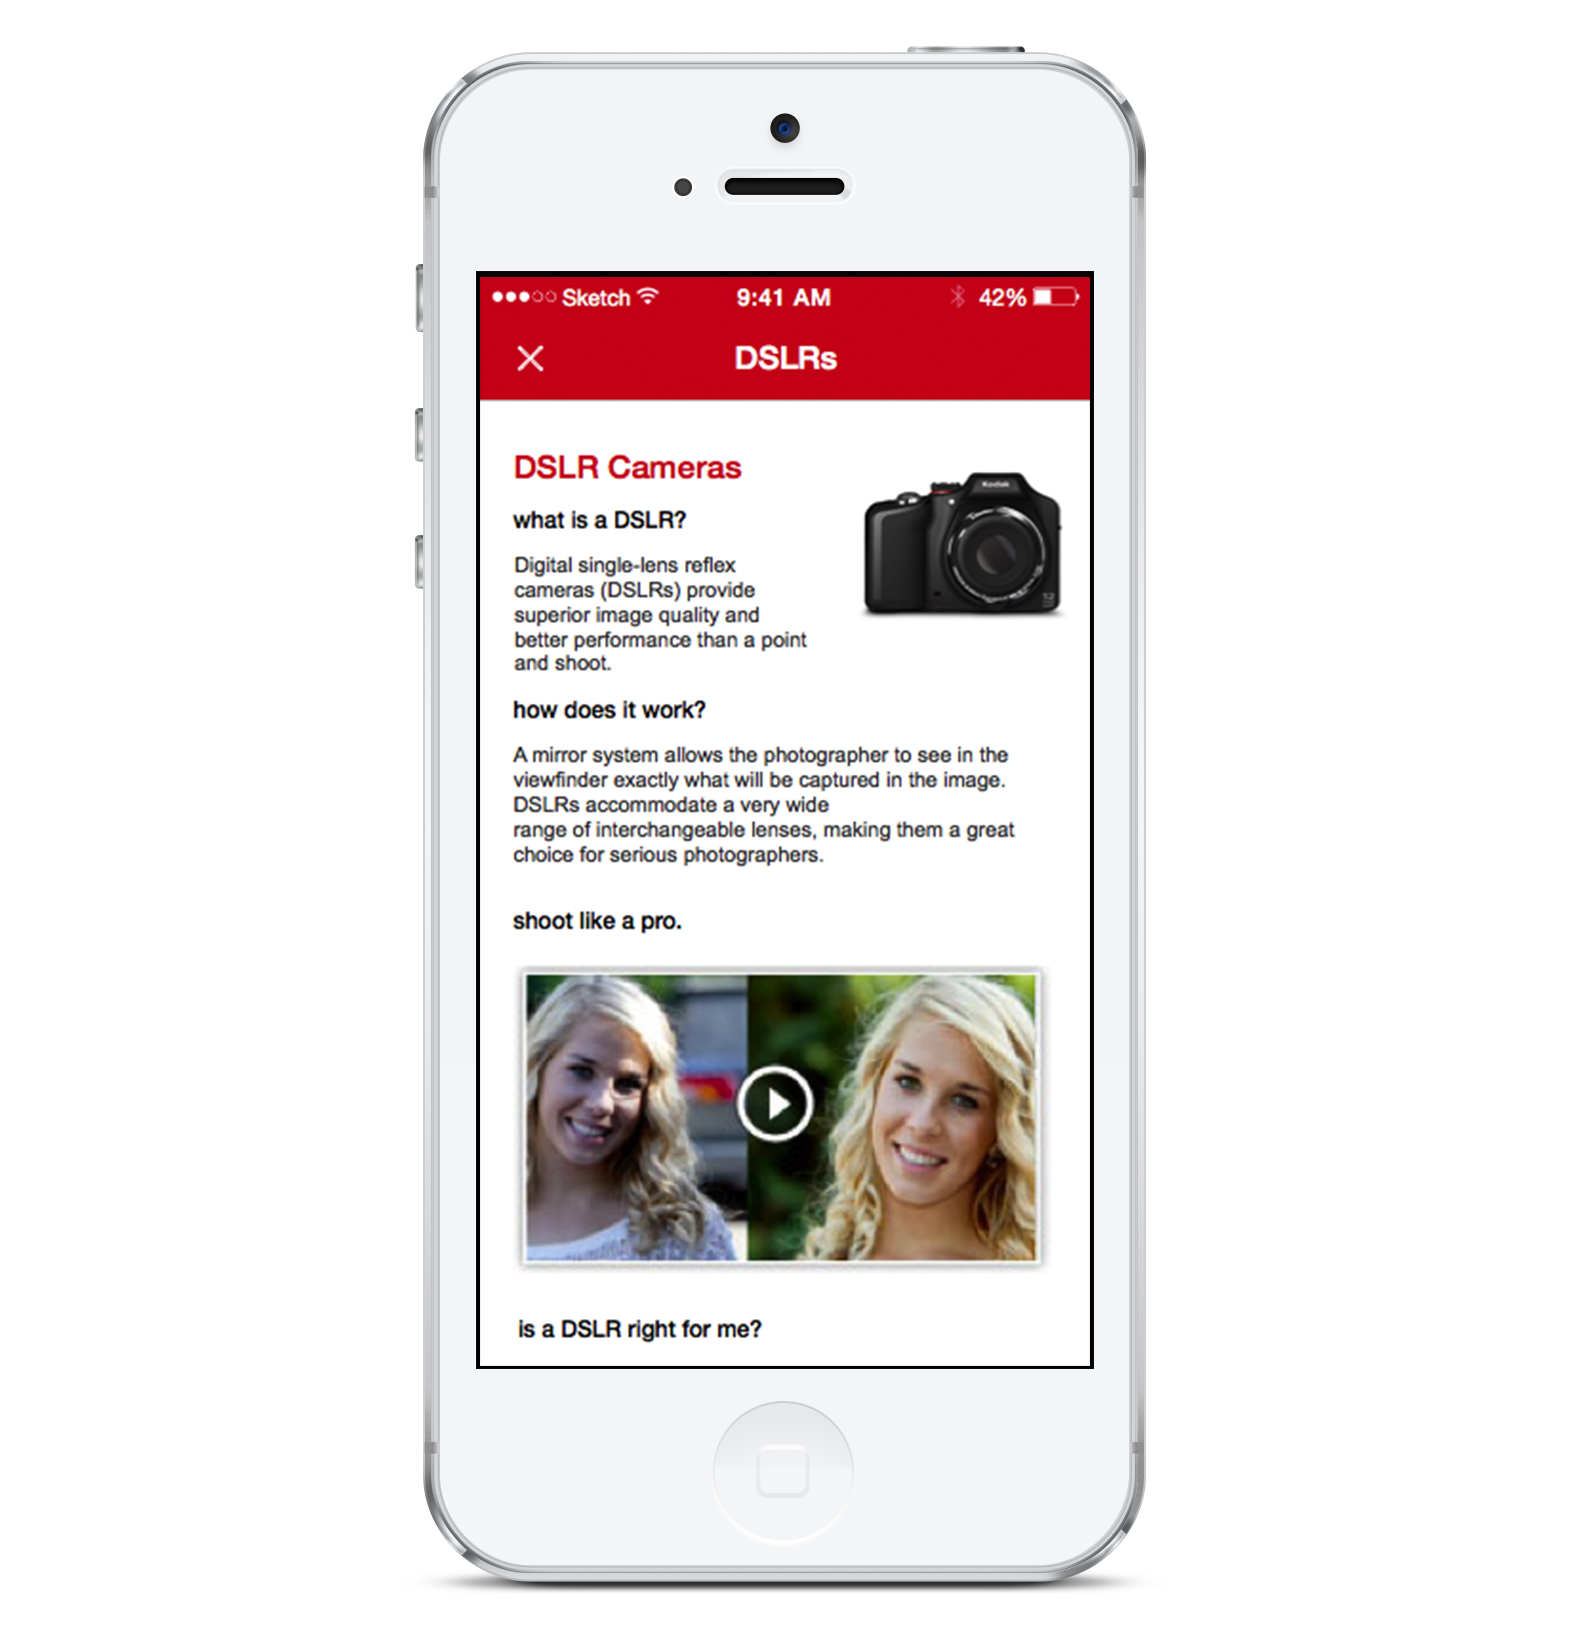 Sketch 9:41 AM 42%
DSLRs
DSLR Cameras
Kodak
what is a DSLR?
Digital single-lens reflex
cameras (DSLRs) provide
superior image quality and
better performance than a point
and shoot.
how does it work?
A mirror system allows the photographer to see in the
viewfinder exactly what will be captured in the image.
DSLRs accommodate a very wide
range of interchangeable lenses, making them a great
choice for serious photographers.
shoot like a pro.
is a DSLR right for me?